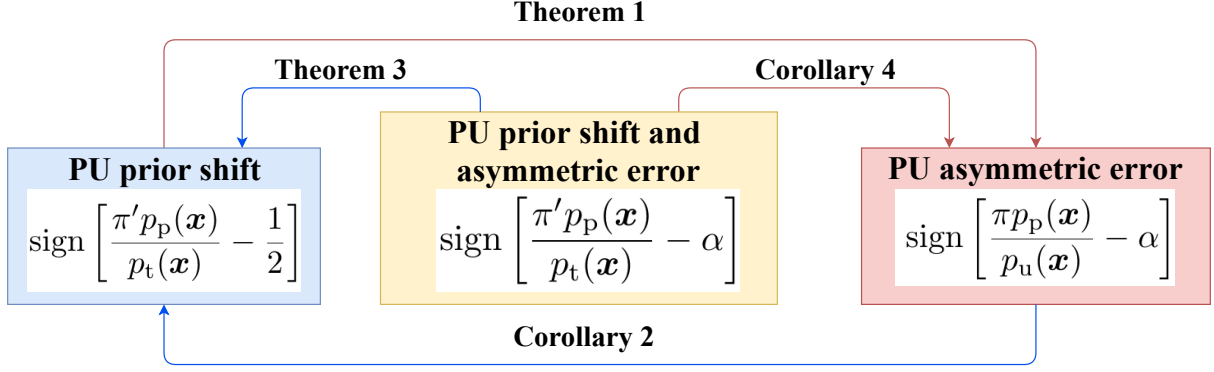 Theorem 1
Theorem 3
Corollary 4
PU prior shift
sign [π′pₚ(𝒙)/pₜ(𝒙) − 1/2]
PU prior shift and
asymmetric error
sign [π′pₚ(𝒙)/pₜ(𝒙) − α]
PU asymmetric error
sign [πpₚ(𝒙)/pᵤ(𝒙) − α]
Corollary 2